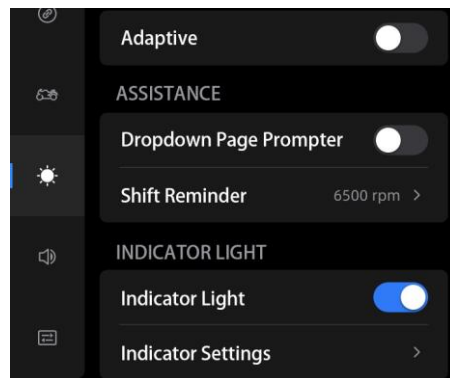 Adaptive
ASSISTANCE
Dropdown Page Prompter
Shift Reminder 6500 rpm >
INDICATOR LIGHT
Indicator Light
Indicator Settings >